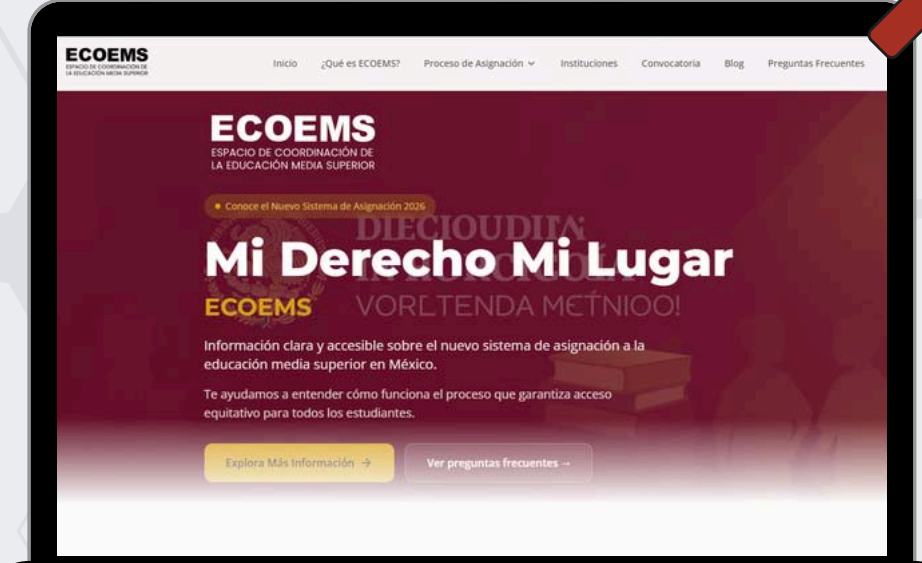 ECOEMS
ESPACIO DE COORDINACIÓN DE
LA EDUCACIÓN MEDIA SUPERIOR
Inicio ¿Qué es ECOEMS? Proceso de Asignación Instituciones Convocatoria Blog Preguntas Frecuentes
ECOEMS
ESPACIO DE COORDINACIÓN DE
LA EDUCACIÓN MEDIA SUPERIOR
Conoce el Nuevo Sistema de Asignación 2026
Mi Derecho Mi Lugar
ECOEMS
VORETENDA METNIOO!
Información clara y accesible sobre el nuevo sistema de asignación a la
educación media superior en México.
Te ayudamos a entender cómo funciona el proceso que garantiza acceso
equitativo para todos los estudiantes.
Explora Más Información →
Ver preguntas frecuentes →